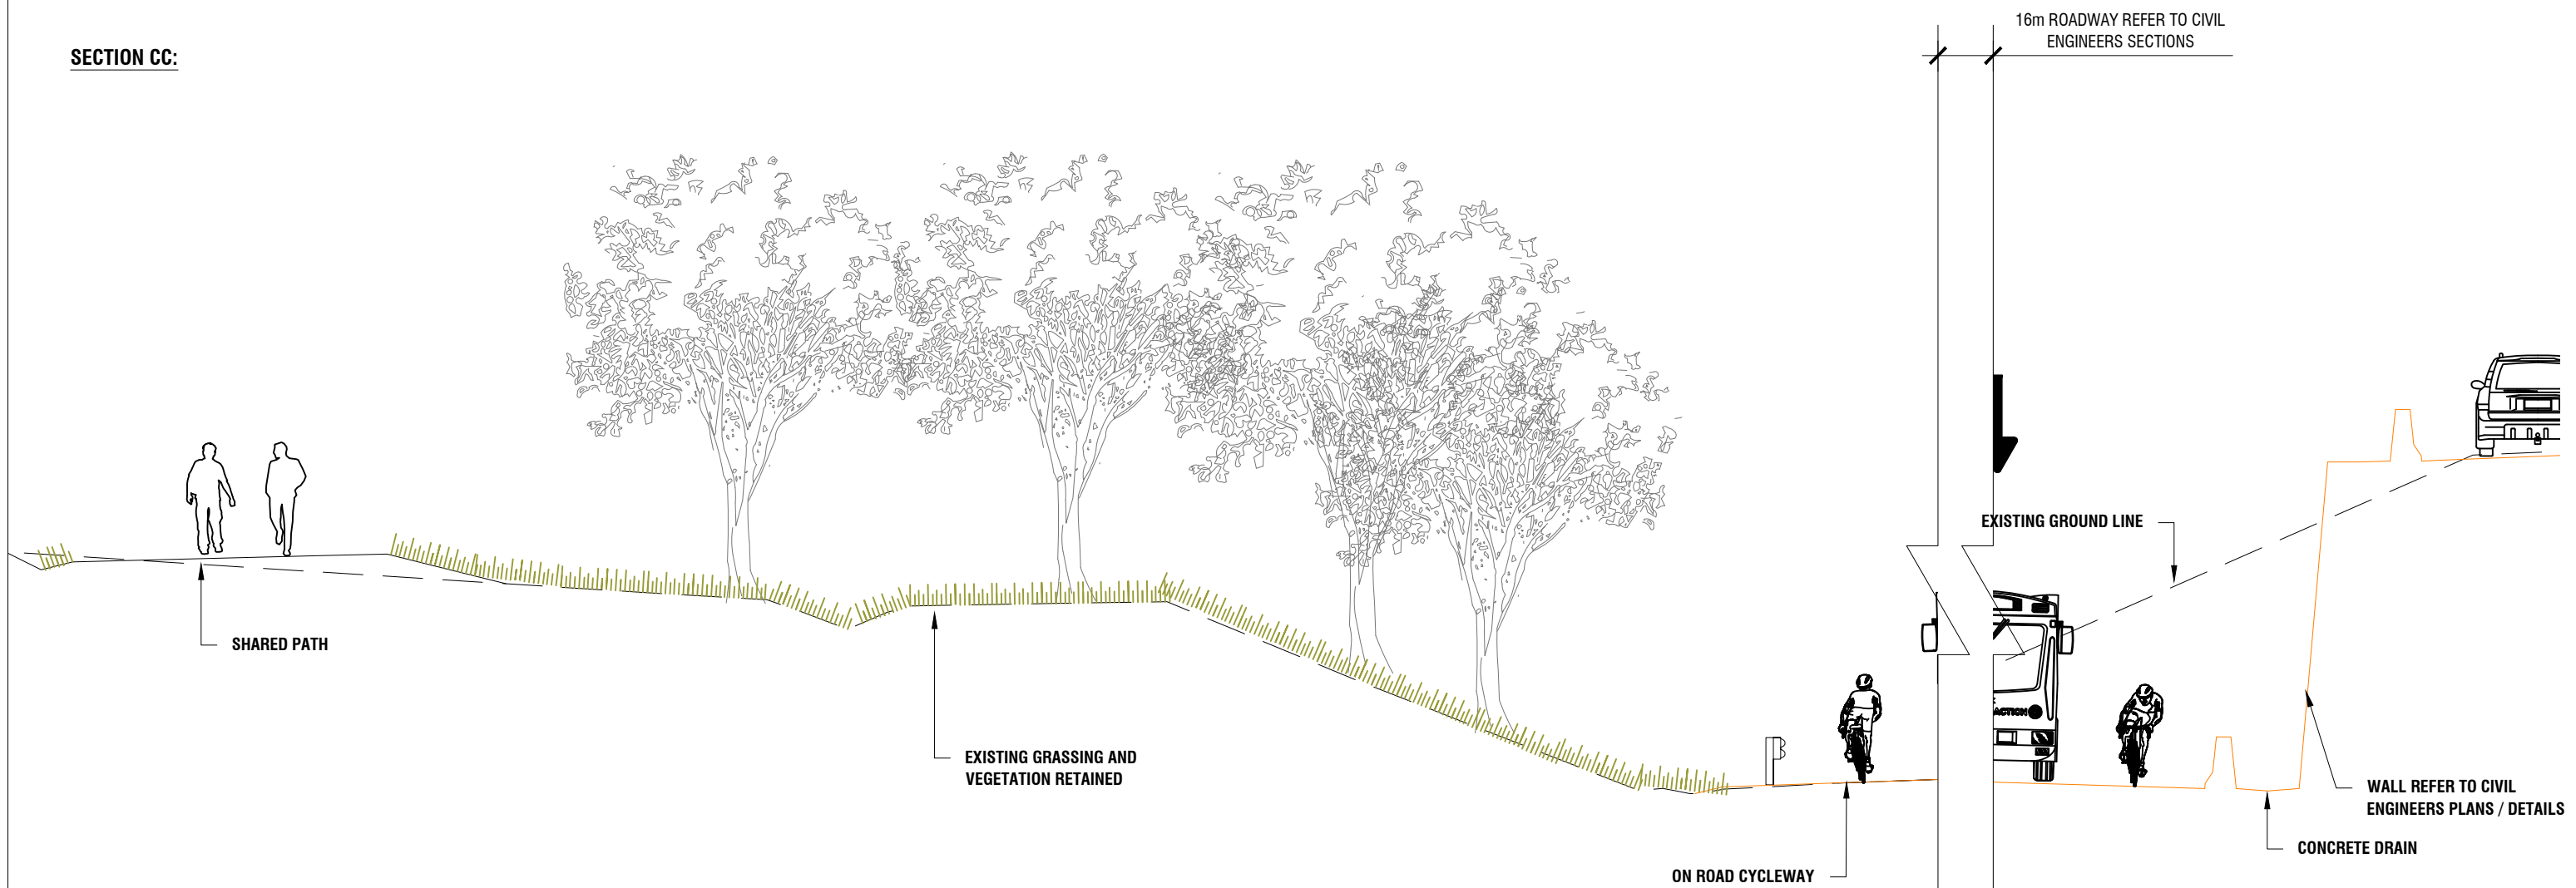 SECTION CC:
16m ROADWAY REFER TO CIVIL
ENGINEERS SECTIONS
EXISTING GROUND LINE
SHARED PATH
ACTION
EXISTING GRASSING AND
VEGETATION RETAINED
WALL REFER TO CIVIL
ENGINEERS PLANS / DETAILS
CONCRETE DRAIN
ON ROAD CYCLEWAY